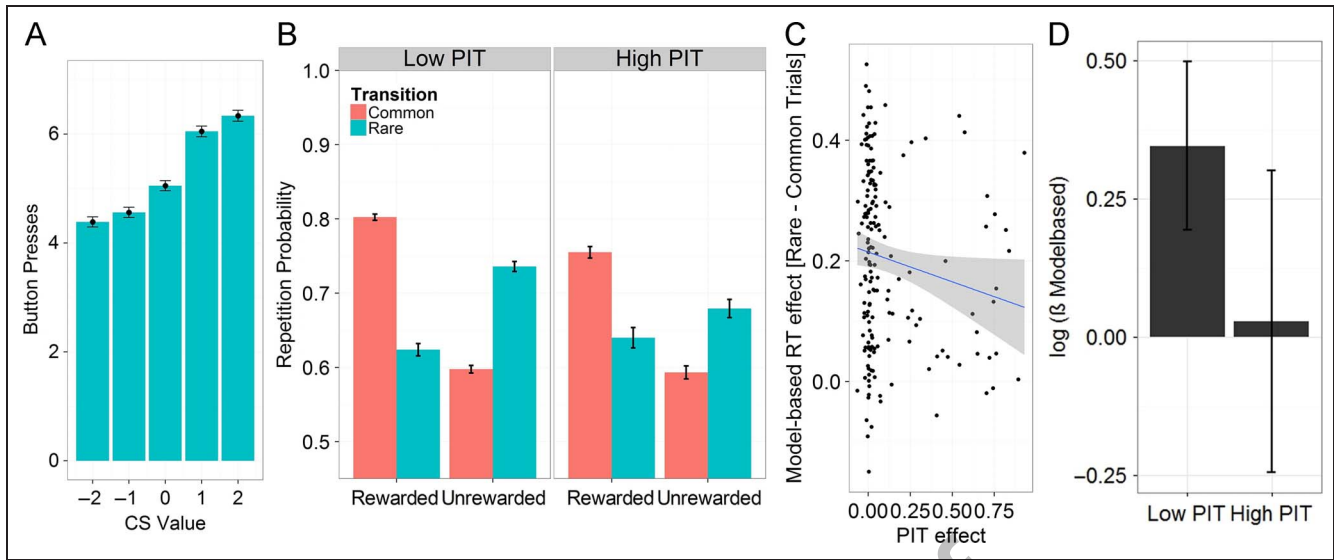 A
Button Presses
6
4
2
0
−2 −1 0 1 2
CS Value
B
Low PIT High PIT
Transition
Common
Rare
Repetition Probability
1.0
0.9
0.8
0.7
0.6
0.5
Rewarded Unrewarded Rewarded Unrewarded
C
Model-based RT effect [Rare - Common Trials]
0.4
0.2
0.0
0.00 0.25 0.50 0.75
PIT effect
D
log (ß Modelbased)
0.50
0.25
0.00
−0.25
Low PIT High PIT